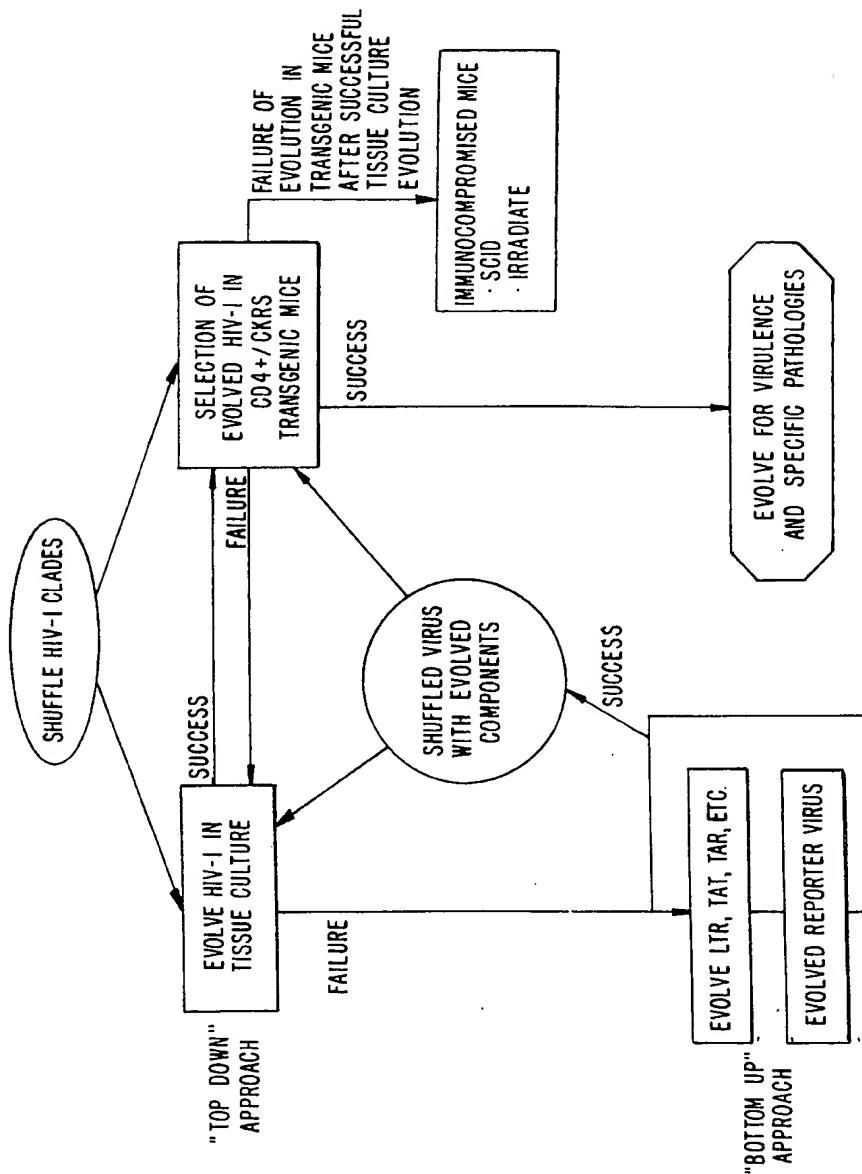 SHUFFLE HIV-1 CLADES
"TOP DOWN"
APPROACH
EVOLVE HIV-1 IN
TISSUE CULTURE
SUCCESS
FAILURE
SELECTION OF
EVOLVED HIV-1 IN
CD4+/CKRS
TRANSGENIC MICE
FAILURE OF
EVOLUTION IN
TRANSGENIC MICE
AFTER SUCCESSFUL
TISSUE CULTURE
EVOLUTION
IMMUNOCOMPROMISED MICE
· SCID
· IRRADIATE
SUCCESS
FAILURE
SHUFFLED VIRUS
WITH EVOLVED
COMPONENTS
SUCCESS
EVOLVE FOR VIRULENCE
AND SPECIFIC PATHOLOGIES
"BOTTOM UP"
APPROACH
EVOLVE LTR, TAT, TAR, ETC.
EVOLVED REPORTER VIRUS